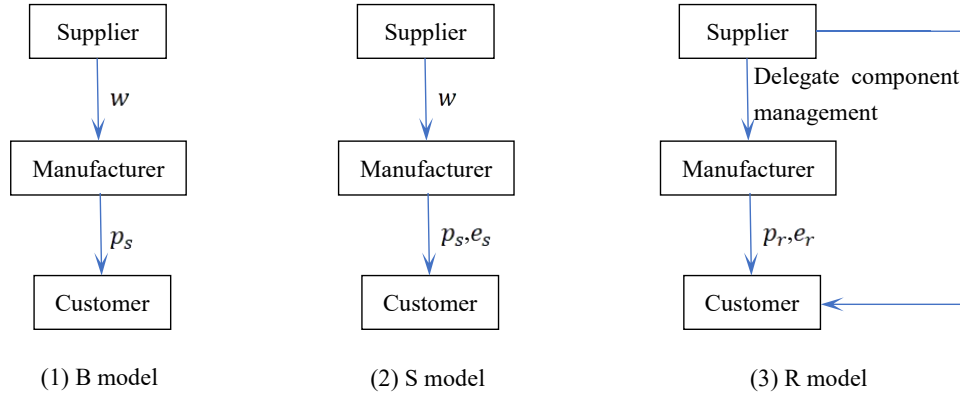 Supplier
w
Manufacturer
p_s
Customer
(1) B model
Supplier
w
Manufacturer
p_s,e_s
Customer
(2) S model
Supplier
Delegate component
management
Manufacturer
p_r,e_r
Customer
(3) R model